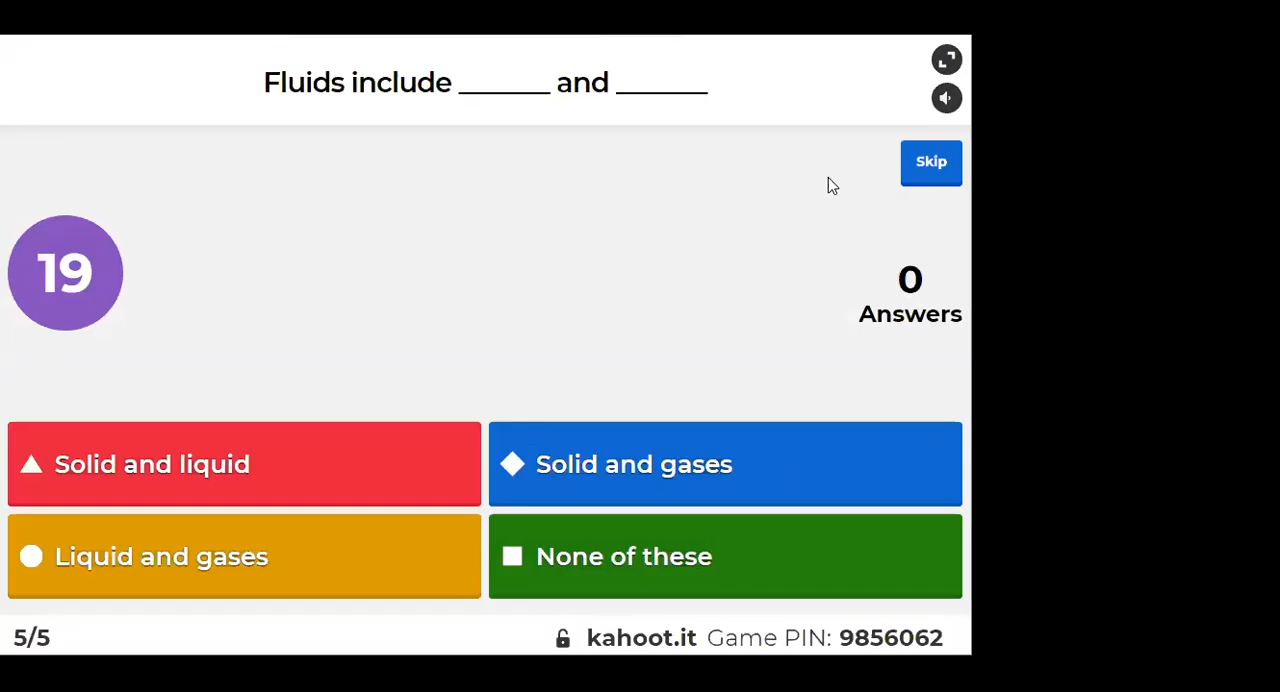 Fluids include _______ and _______
Skip
19
0
Answers
Solid and liquid
Solid and gases
Liquid and gases
None of these
5/5
kahoot.it Game PIN: 9856062